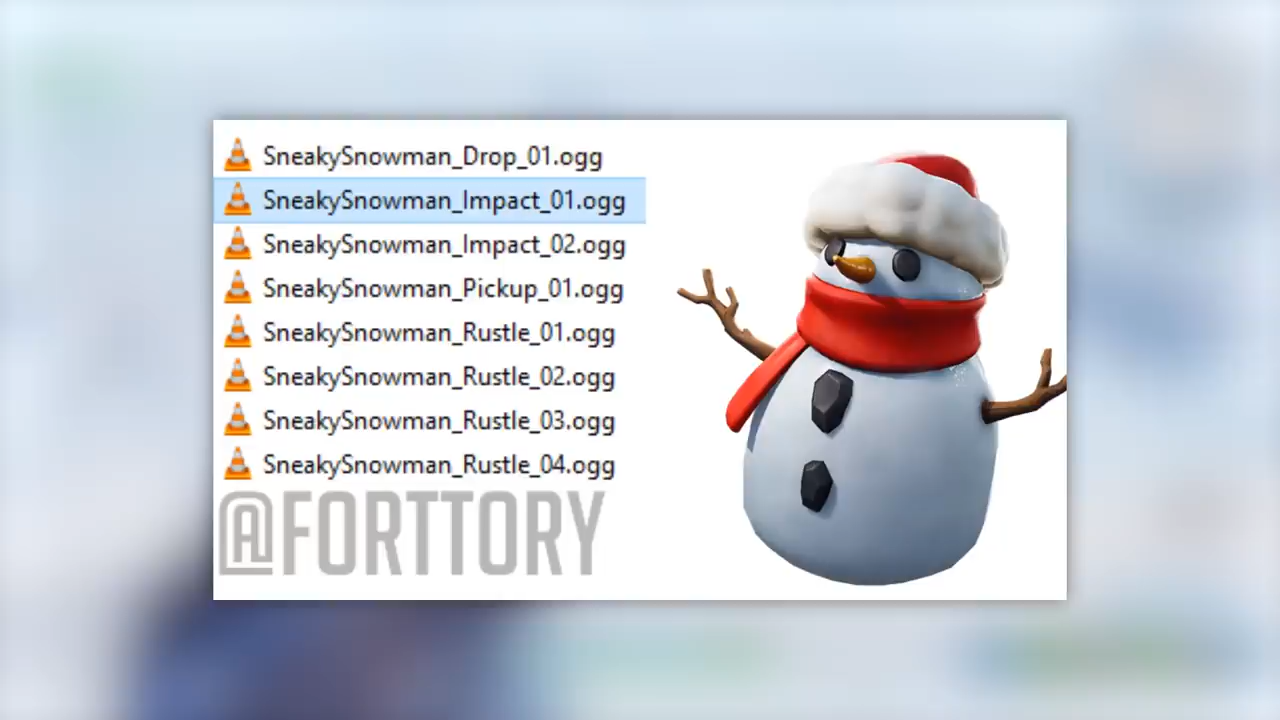 SneakySnowman_Drop_01.ogg
SneakySnowman_Impact_01.ogg
SneakySnowman_Impact_02.ogg
SneakySnowman_Pickup_01.ogg
SneakySnowman_Rustle_01.ogg
SneakySnowman_Rustle_02.ogg
SneakySnowman_Rustle_03.ogg
SneakySnowman_Rustle_04.ogg
@FORTTORY